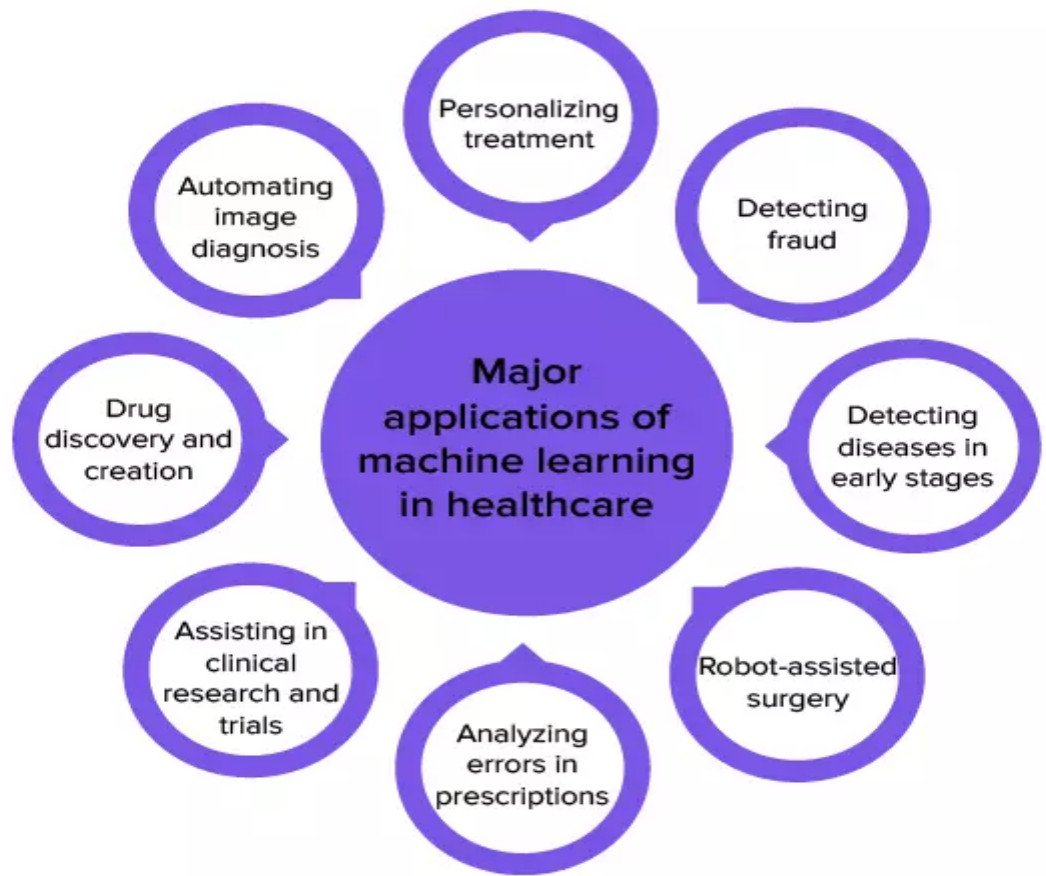 Personalizing
treatment
Detecting
fraud
Detecting
diseases in
early stages
Robot-assisted
surgery
Analyzing
errors in
prescriptions
Assisting in
clinical
research and
trials
Drug
discovery and
creation
Automating
image
diagnosis
Major
applications of
machine learning
in healthcare